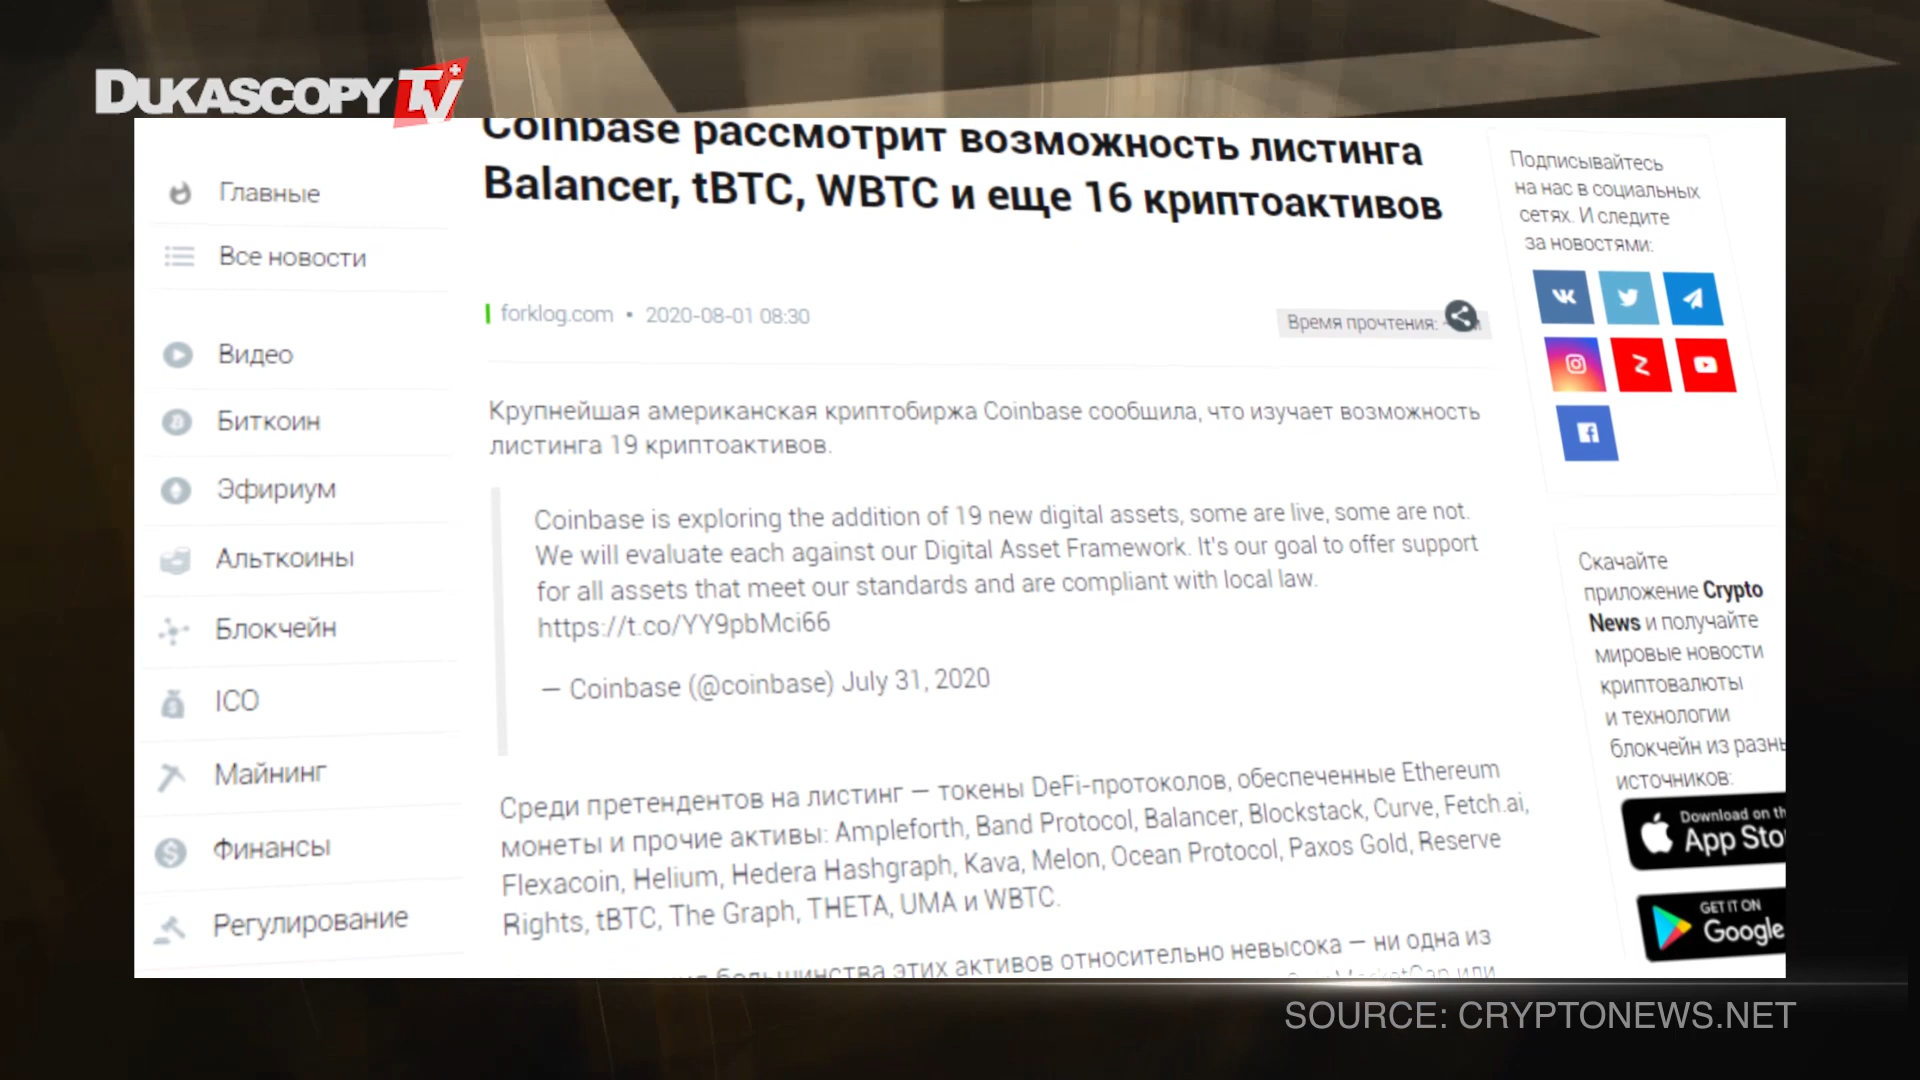 DUKASCOPY TV
Coinbase рассмотрит возможность листинга
Balancer, tBTC, WBTC и еще 16 криптоактивов
forklog.com • 2020-08-01 08:30
Время прочтения:
Главные
Все новости
Видео
Биткоин
Эфириум
Альткоины
Блокчейн
ICO
Майнинг
Финансы
Регулирование
Крупнейшая американская криптобиржа Coinbase сообщила, что изучает возможность
листинга 19 криптоактивов.
Coinbase is exploring the addition of 19 new digital assets, some are live, some are not.
We will evaluate each against our Digital Asset Framework. It's our goal to offer support
for all assets that meet our standards and are compliant with local law.
https://t.co/YY9pbMci66
— Coinbase (@coinbase) July 31, 2020
Среди претендентов на листинг — токены DeFi-протоколов, обеспеченные Ethereum
монеты и прочие активы: Ampleforth, Band Protocol, Balancer, Blockstack, Curve, Fetch.ai,
Flexacoin, Helium, Hedera Hashgraph, Kava, Melon, Ocean Protocol, Paxos Gold, Reserve
Rights, tBTC, The Graph, THETA, UMA и WBTC.
большинства этих активов относительно невысока — ни одна из
CoinMarketCap или
Подписывайтесь
на нас в социальных
сетях. И следите
за новостями:
Скачайте
приложение Crypto
News и получайте
мировые новости
криптовалюты
и технологии
блокчейн из разны
источников:
Download on th
App Sto
GET IT ON
Google
SOURCE: CRYPTONEWS.NET